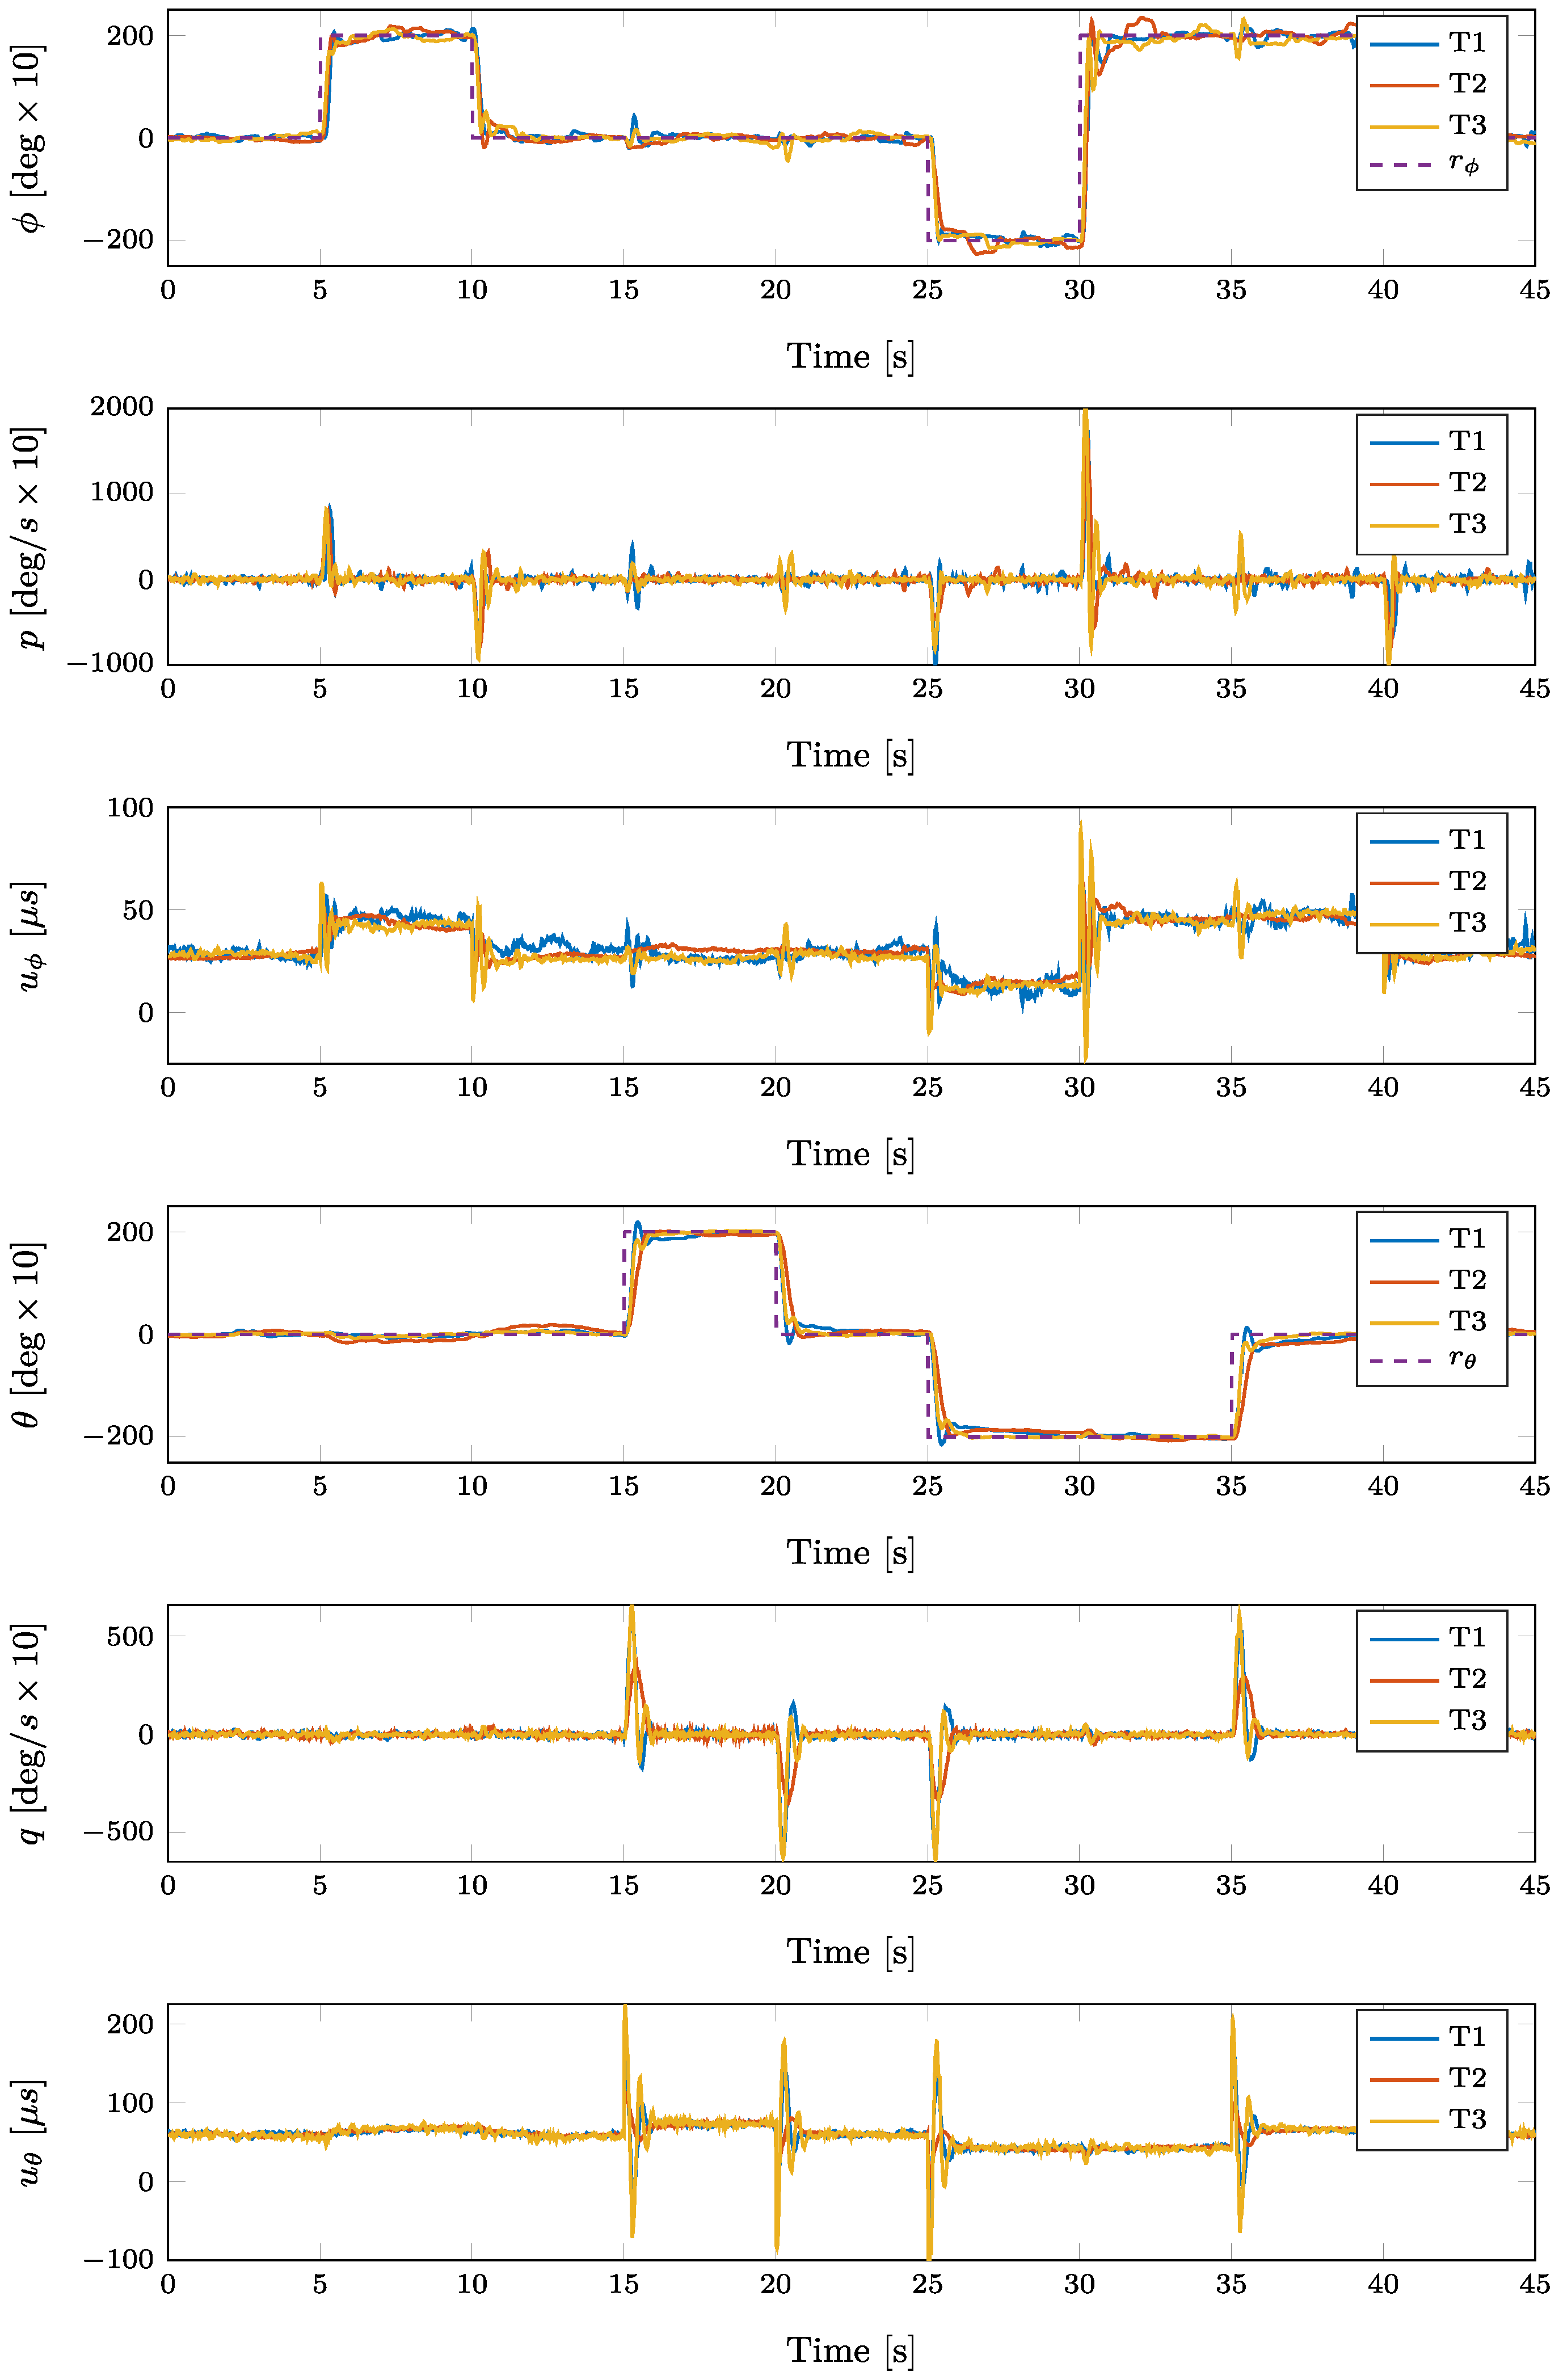 ϕ [deg × 10]
200
0
−200
0 5 10 15 20 25 30 35 40 45
Time [s]
T1
T2
T3
rϕ
p [deg/s × 10]
2000
1000
0
−1000
0 5 10 15 20 25 30 35 40 45
Time [s]
T1
T2
T3
uϕ [µs]
100
50
0
0 5 10 15 20 25 30 35 40 45
Time [s]
T1
T2
T3
θ [deg × 10]
200
0
−200
0 5 10 15 20 25 30 35 40 45
Time [s]
T1
T2
T3
rθ
q [deg/s × 10]
500
0
−500
0 5 10 15 20 25 30 35 40 45
Time [s]
T1
T2
T3
uθ [µs]
200
100
0
−100
0 5 10 15 20 25 30 35 40 45
Time [s]
T1
T2
T3